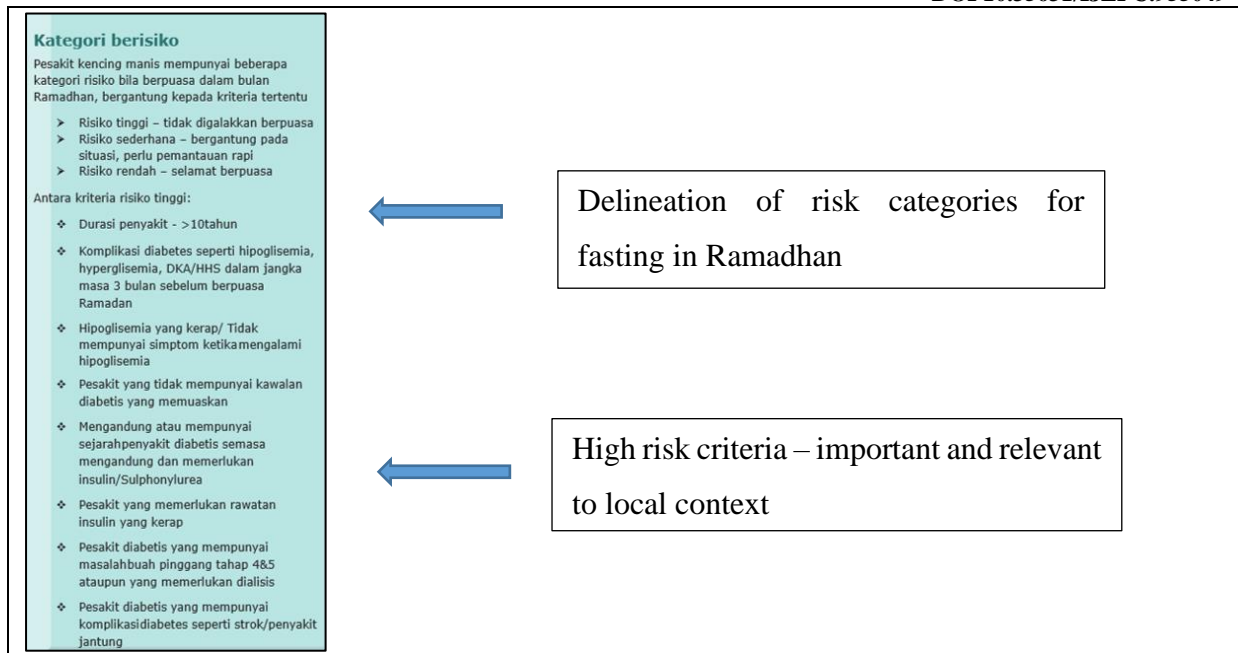 Kategori berisiko
Pesakit kencing manis mempunyai beberapa
kategori risiko bila berpuasa dalam bulan
Ramadhan, bergantung kepada kriteria tertentu
➤ Risiko tinggi – tidak digalakkan berpuasa
➤ Risiko sederhana – bergantung pada
situasi, perlu pemantauan rapi
➤ Risiko rendah – selamat berpuasa
Antara kriteria risiko tinggi:
❖ Durasi penyakit - >10tahun
❖ Komplikasi diabetes seperti hipoglisemia,
hyperglisemia, DKA/HHS dalam jangka
masa 3 bulan sebelum berpuasa
Ramadan
❖ Hipoglisemia yang kerap/ Tidak
mempunyai simptom ketikamengalami
hipoglisemia
❖ Pesakit yang tidak mempunyai kawalan
diabetis yang memuaskan
❖ Mengandung atau mempunyai
sejarahpenyakit diabetis semasa
mengandung dan memerlukan
insulin/Sulphonylurea
❖ Pesakit yang memerlukan rawatan
insulin yang kerap
❖ Pesakit diabetis yang mempunyai
masalahbuah pinggang tahap 4&5
ataupun yang memerlukan dialisis
❖ Pesakit diabetis yang mempunyai
komplikasidiabetes seperti strok/penyakit
jantung
Delineation of risk categories for
fasting in Ramadhan
High risk criteria – important and relevant
to local context